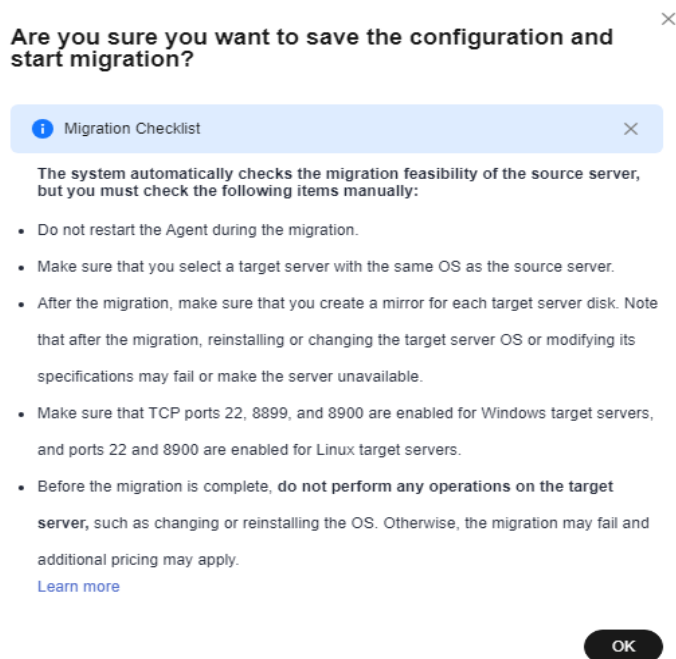 Are you sure you want to save the configuration and
start migration?
Migration Checklist
The system automatically checks the migration feasibility of the source server,
but you must check the following items manually:
• Do not restart the Agent during the migration.
• Make sure that you select a target server with the same OS as the source server.
• After the migration, make sure that you create a mirror for each target server disk. Note
that after the migration, reinstalling or changing the target server OS or modifying its
specifications may fail or make the server unavailable.
• Make sure that TCP ports 22, 8899, and 8900 are enabled for Windows target servers,
and ports 22 and 8900 are enabled for Linux target servers.
• Before the migration is complete, do not perform any operations on the target
server, such as changing or reinstalling the OS. Otherwise, the migration may fail and
additional pricing may apply.
Learn more
OK